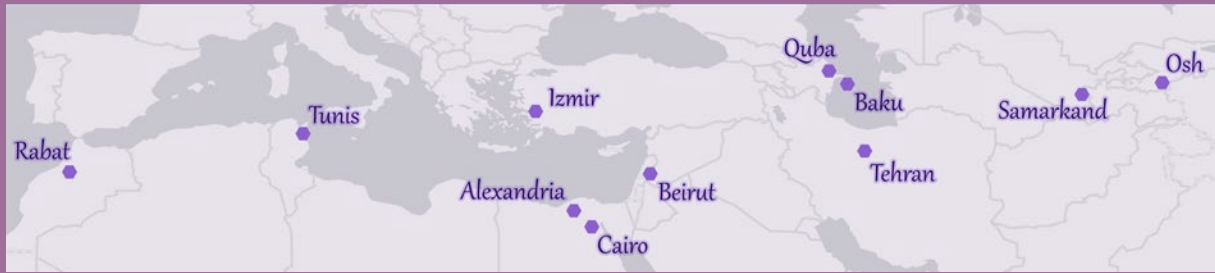 Quba
Osh
Izmir
Baku
Tunis
Samarkand
Rabat
Tehran
Alexandria
Beirut
Cairo